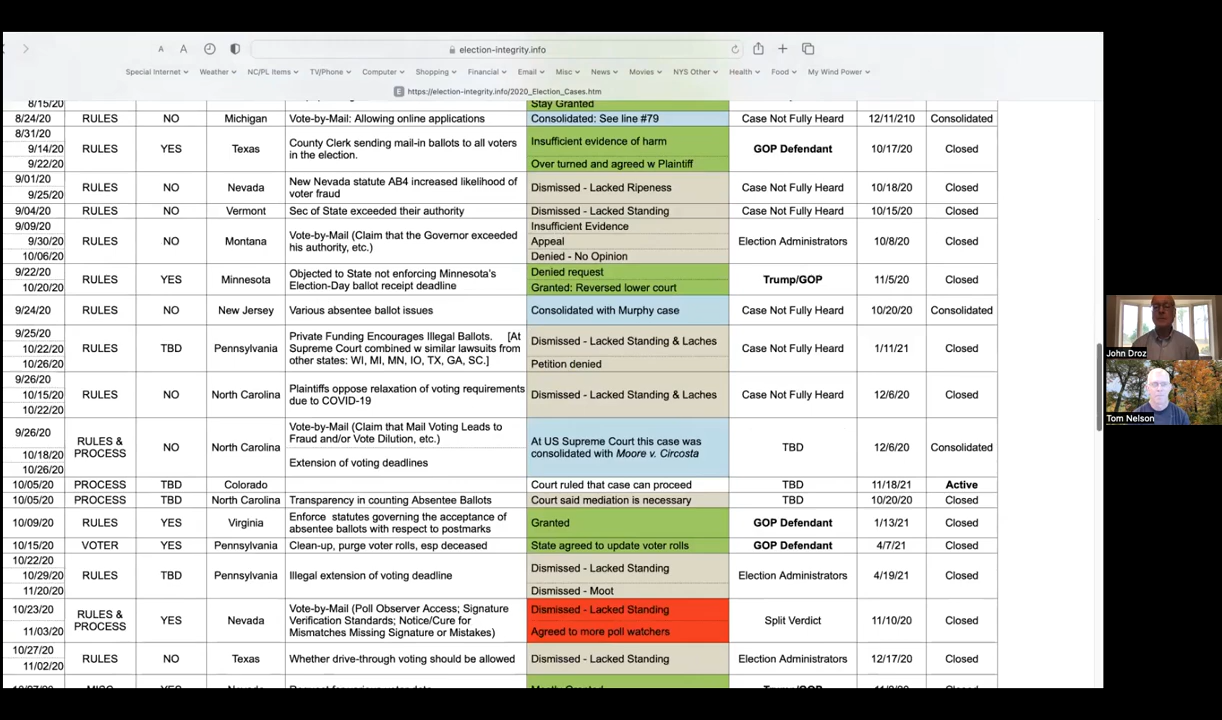 A A election-integrity.info
Special Internet Weather NC/PL Items TV/Phone Computer Shopping Financial Email Misc News Movies NYS Other Health Food My Wind Power
E https://election-integrity.info/2020_Election_Cases.htm
8/15/20 Stay Granted
8/24/20 RULES NO Michigan Vote-by-Mail: Allowing online applications Consolidated: See line #79 Case Not Fully Heard 12/11/210 Consolidated
8/31/20
9/14/20
9/22/20
RULES YES Texas
County Clerk sending mail-in ballots to all voters
in the election.
Insufficient evidence of harm
Over turned and agreed w Plaintiff
GOP Defendant 10/17/20 Closed
9/01/20
9/25/20
RULES NO Nevada
New Nevada statute AB4 increased likelihood of
voter fraud
Dismissed - Lacked Ripeness Case Not Fully Heard 10/18/20 Closed
9/04/20 RULES NO Vermont Sec of State exceeded their authority Dismissed - Lacked Standing Case Not Fully Heard 10/15/20 Closed
9/09/20
9/30/20
10/06/20
RULES NO Montana
Vote-by-Mail (Claim that the Governor exceeded
his authority, etc.)
Insufficient Evidence
Appeal
Denied - No Opinion
Election Administrators 10/8/20 Closed
9/22/20
10/20/20
RULES YES Minnesota
Objected to State not enforcing Minnesota's
Election-Day ballot receipt deadline
Denied request
Granted: Reversed lower court
Trump/GOP 11/5/20 Closed
9/24/20 RULES NO New Jersey Various absentee ballot issues Consolidated with Murphy case Case Not Fully Heard 10/20/20 Consolidated
9/25/20
10/22/20
10/26/20
RULES TBD Pennsylvania
Private Funding Encourages Illegal Ballots. [At
Supreme Court combined w similar lawsuits from
other states: WI, MI, MN, IO, TX, GA, SC.]
Dismissed - Lacked Standing & Laches
Petition denied
Case Not Fully Heard 1/11/21 Closed
9/26/20
10/15/20
10/22/20
RULES NO North Carolina
Plaintiffs oppose relaxation of voting requirements
due to COVID-19
Dismissed - Lacked Standing & Laches Case Not Fully Heard 12/6/20 Closed
9/26/20
10/18/20
10/26/20
RULES &
PROCESS
NO North Carolina
Vote-by-Mail (Claim that Mail Voting Leads to
Fraud and/or Vote Dilution, etc.)
Extension of voting deadlines
At US Supreme Court this case was
consolidated with Moore v. Circosta
TBD 12/6/20 Consolidated
10/05/20 PROCESS TBD Colorado Court ruled that case can proceed TBD 11/18/21 Active
10/05/20 PROCESS TBD North Carolina Transparency in counting Absentee Ballots Court said mediation is necessary TBD 10/20/20 Closed
10/09/20 RULES YES Virginia
Enforce statutes governing the acceptance of
absentee ballots with respect to postmarks
Granted GOP Defendant 1/13/21 Closed
10/15/20 VOTER YES Pennsylvania Clean-up, purge voter rolls, esp deceased State agreed to update voter rolls GOP Defendant 4/7/21 Closed
10/22/20
10/29/20
11/20/20
RULES TBD Pennsylvania Illegal extension of voting deadline
Dismissed - Lacked Standing
Dismissed - Moot
Election Administrators 4/19/21 Closed
10/23/20
11/03/20
RULES &
PROCESS
YES Nevada
Vote-by-Mail (Poll Observer Access; Signature
Verification Standards; Notice/Cure for
Mismatches Missing Signature or Mistakes)
Dismissed - Lacked Standing
Agreed to more poll watchers
Split Verdict 11/10/20 Closed
10/27/20
11/02/20
RULES NO Texas Whether drive-through voting should be allowed Dismissed - Lacked Standing Election Administrators 12/17/20 Closed
John Droz
Tom Nelson